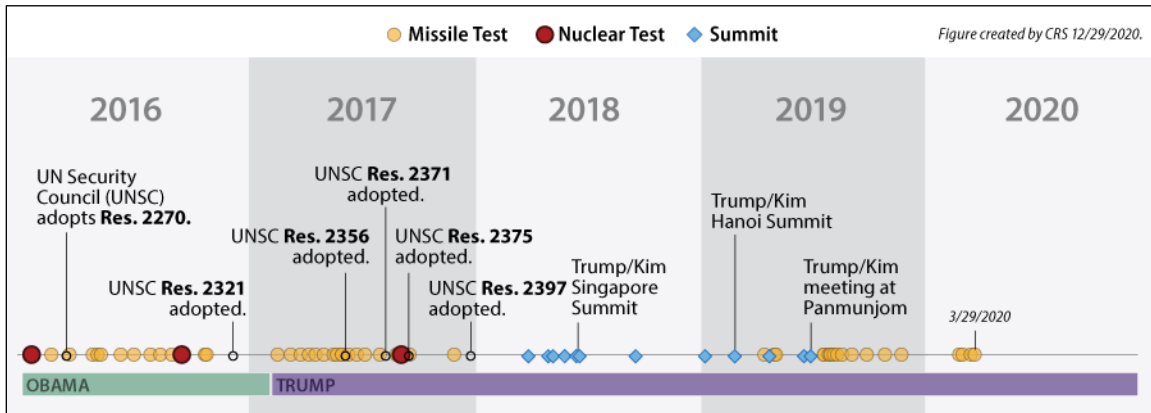 Missile Test
Nuclear Test
Summit
Figure created by CRS 12/29/2020.
2016
2017
2018
2019
2020
UN Security
Council (UNSC)
adopts Res. 2270.
UNSC Res. 2321
adopted.
UNSC Res. 2356
adopted.
UNSC Res. 2371
adopted.
UNSC Res. 2375
adopted.
UNSC Res. 2397
adopted.
Trump/Kim
Singapore
Summit
Trump/Kim
Hanoi Summit
Trump/Kim
meeting at
Panmunjom
3/29/2020
OBAMA
TRUMP